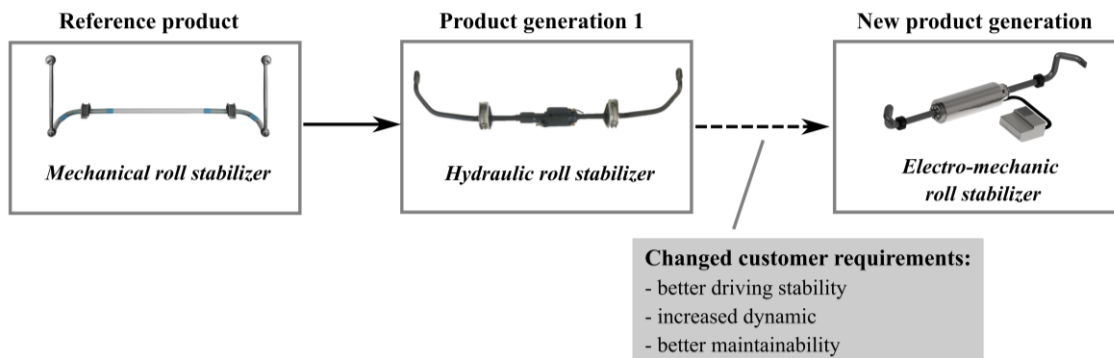 Reference product
Product generation 1
New product generation
Mechanical roll stabilizer
Hydraulic roll stabilizer
Electro-mechanic
roll stabilizer
Changed customer requirements:
- better driving stability
- increased dynamic
- better maintainability